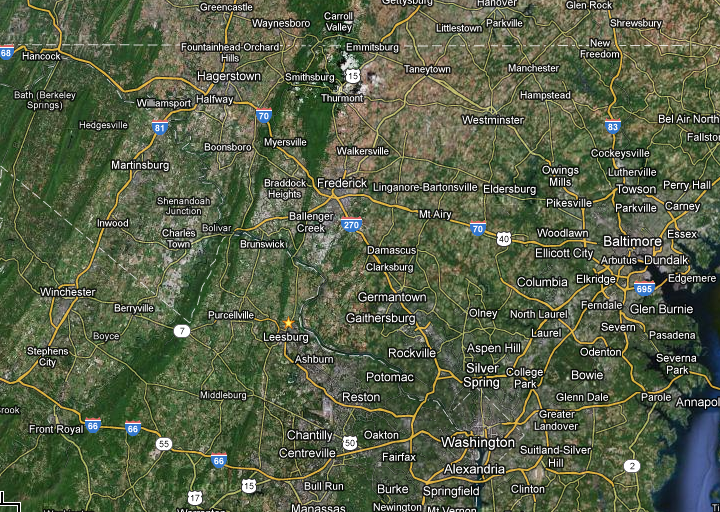 Gettysburg
Hanover
Glen Rock
Greencastle
Carroll
Valley
Waynesboro
Parkville
Shrewsbury
Littlestown
68
Hancock
Fountainhead-Orchard
Hills
Emmitsburg
New
Freedom
Hagerstown
Smithsburg
15
Taneytown
Manchester
Bath (Berkeley
Springs)
Williamsport
Halfway
Thurmont
Hampstead
Hedgesville
81
70
Westminster
83
Bel Air North
Fallston
Myersville
Boonsboro
Walkersville
Cockeysville
Martinsburg
Owings
Mills
Lutherville
Braddock
Heights
Frederick
Linganore-Bartonsville
Eldersburg
Towson
Perry Hall
Shenandoah
Junction
Pikesville
Parkville
Carney
Ballenger
Creek
270
Mt Airy
70
40
Woodlawn
Essex
Inwood
Charles
Town
Bolivar
Brunswick
Baltimore
Damascus
Ellicott City
Arbutus
Dundalk
Clarksburg
Columbia
Elkridge
Edgemere
695
Winchester
Germantown
Berryville
Purcellville
Gaithersburg
Olney
North Laurel
Ferndale
Glen Burnie
7
Leesburg
Laurel
Severn
Pasadena
Boyce
Stephens
City
Ashburn
Rockville
Aspen Hill
Odenton
Severna
Park
Potomac
Silver
Spring
College
Park
Bowie
Middleburg
Reston
Glenn Dale
Parole
Annapol
rook
Front Royal
66
66
Chantilly
50
Oakton
Greater
Landover
55
Centreville
Fairfax
Washington
66
Alexandria
Suitland-Silver
Hill
2
15
Bull Run
Burke
Springfield
Clinton
17
Manassas
Newington
Mt Vernon
Warrenton